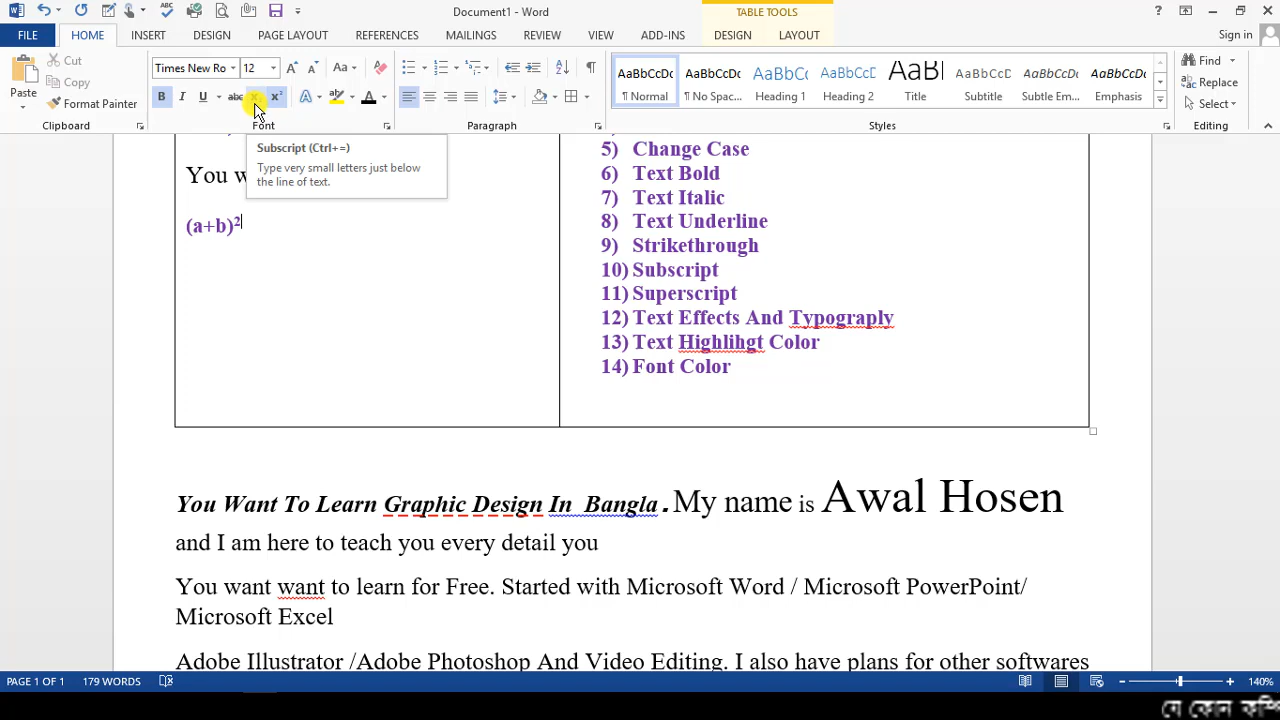 Document1 - Word
TABLE TOOLS
Sign in
FILE
HOME
INSERT
DESIGN
PAGE LAYOUT
REFERENCES
MAILINGS
REVIEW
VIEW
ADD-INS
DESIGN
LAYOUT
Paste
Cut
Copy
Format Painter
Clipboard
Times New Ro
12
Aa
Font
Paragraph
AaBbCcDc
¶ Normal
AaBbCcDc
¶ No Spac...
AaBbCc
Heading 1
AaBbCcC
Heading 2
AaBI
Title
AaBbCcC
Subtitle
AaBbCcDc
Subtle Em...
AaBbCcDc
Emphasis
Styles
Find
Replace
Select
Editing
Subscript (Ctrl+=)
Type very small letters just below
the line of text.
You w
(a+b)²
5) Change Case
6) Text Bold
7) Text Italic
8) Text Underline
9) Strikethrough
10) Subscript
11) Superscript
12) Text Effects And Typograply
13) Text Highlihgt Color
14) Font Color
You Want To Learn Graphic Design In Bangla. My name is Awal Hosen
and I am here to teach you every detail you
You want want to learn for Free. Started with Microsoft Word / Microsoft PowerPoint/
Microsoft Excel
Adobe Illustrator /Adobe Photoshop And Video Editing. I also have plans for other softwares
PAGE 1 OF 1
179 WORDS
140%
যে কোন